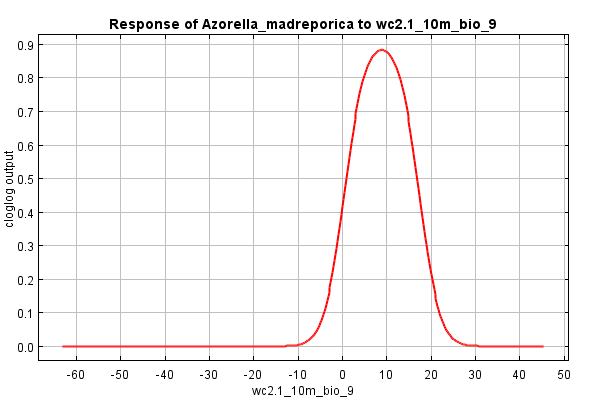 Response of Azorella_madreporica to wc2.1_10m_bio_9
cloglog output
0.9
0.8
0.7
0.6
0.5
0.4
0.3
0.2
0.1
0.0
-60 -50 -40 -30 -20 -10 0 10 20 30 40 50
wc2.1_10m_bio_9